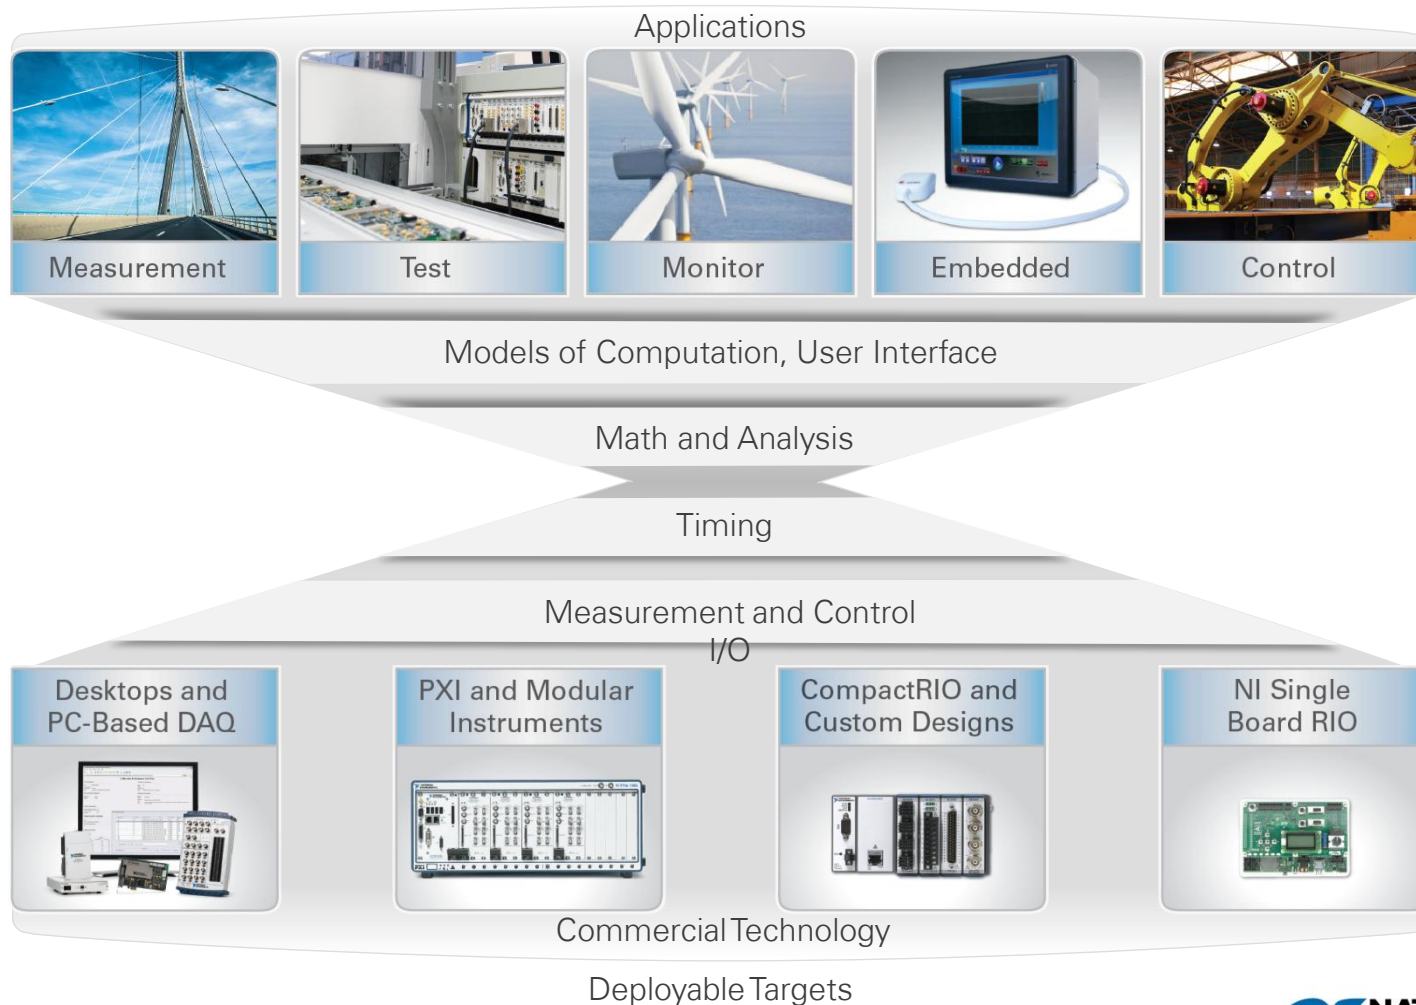 Applications
Measurement
Test
Monitor
Embedded
Control
Models of Computation, User Interface
Math and Analysis
Timing
Measurement and Control
I/O
Desktops and
PC-Based DAQ
PXI and Modular
Instruments
CompactRIO and
Custom Designs
NI Single
Board RIO
Commercial Technology
Deployable Targets